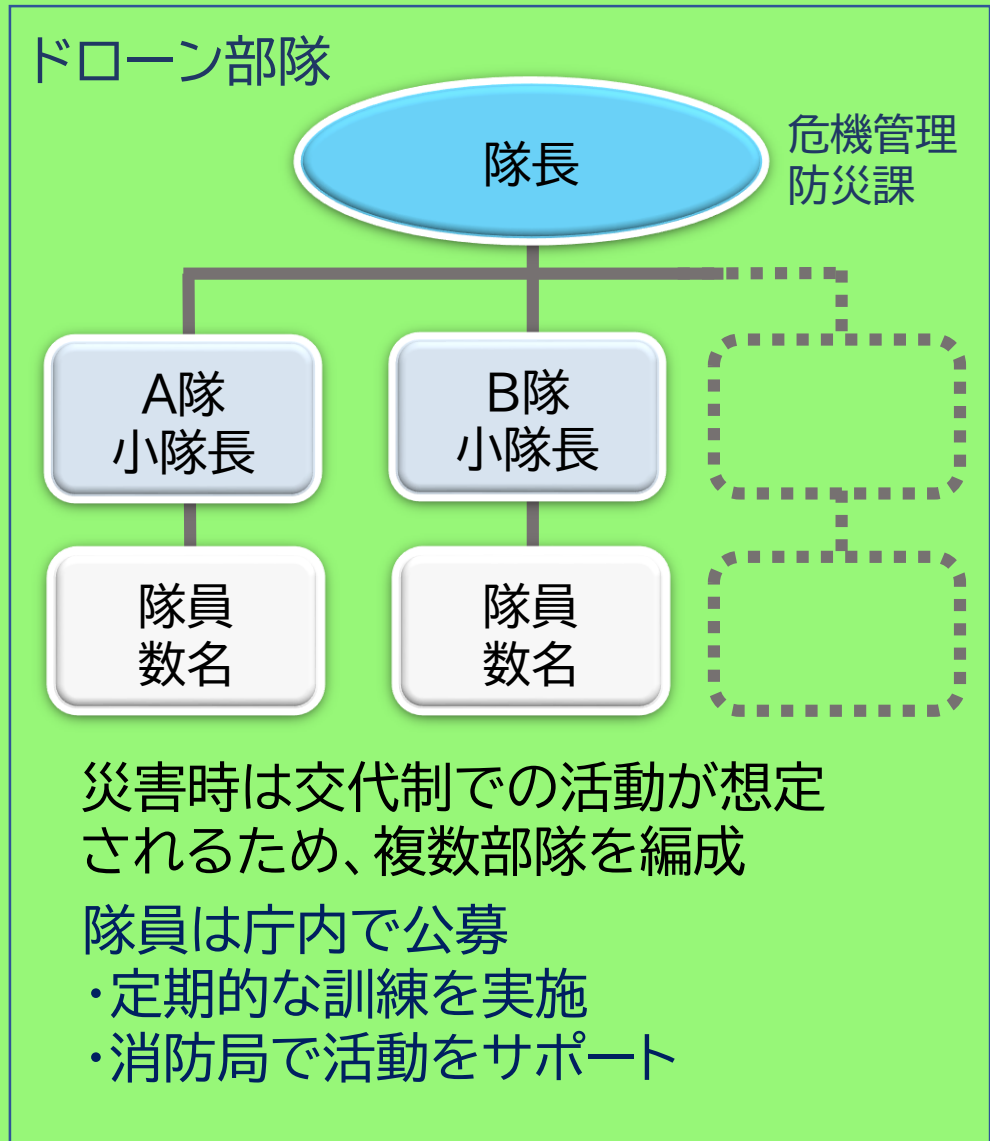 ドローン部隊
隊長
危機管理
防災課
A隊
小隊長
B隊
小隊長
隊員
数名
隊員
数名
災害時は交代制での活動が想定
されるため、複数部隊を編成
隊員は庁内で公募
・定期的な訓練を実施
・消防局で活動をサポート